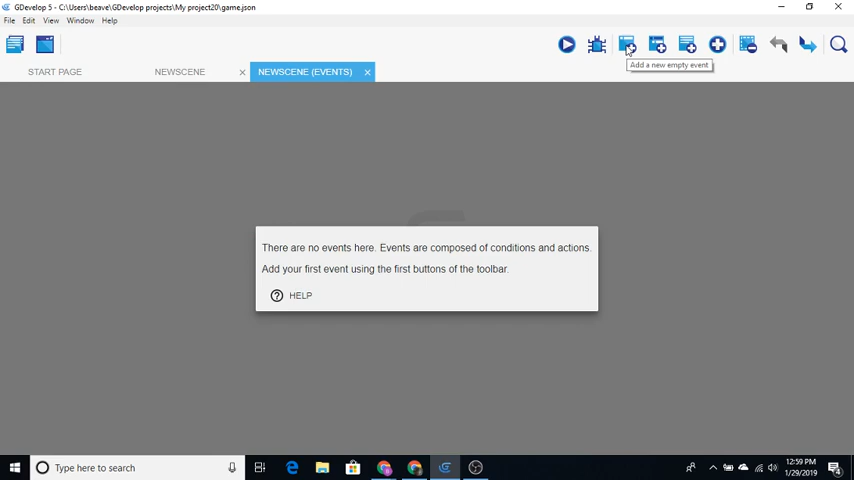 GDevelop 5 - C:\Users\beave\GDevelop projects\My project20\game.json
File Edit View Window Help
Add a new empty event
START PAGE NEWSCENE NEWSCENE (EVENTS)
There are no events here. Events are composed of conditions and actions.
Add your first event using the first buttons of the toolbar.
HELP
Type here to search
12:59 PM
1/29/2019
4